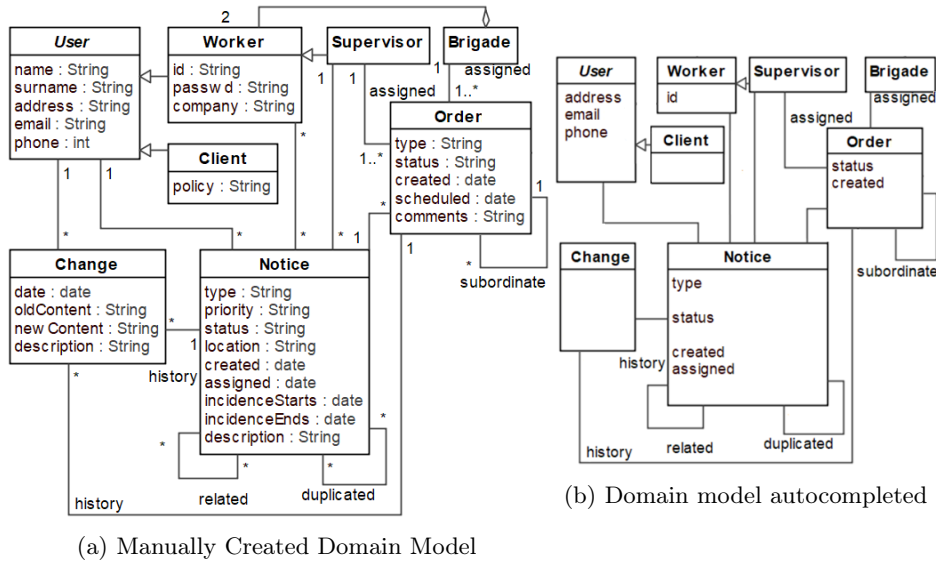 2
User
name : String
surname : String
address : String
email : String
phone : int
Worker
id : String
passwd : String
company : String
Supervisor
Brigade
1
1
1
assigned
assigned
1..*
1..*
Client
policy : String
Order
type : String
status : String
created : date
scheduled : date
comments : String
1
1
*
*
1
*
subordinate
*
*
*
*
1
1
Change
date : date
oldContent : String
newContent : String
description : String
*
1
history
*
Notice
type : String
priority : String
status : String
location : String
created : date
assigned : date
incidenceStarts : date
incidenceEnds : date
description : String
*
*
related
*
*
duplicated
history
(a) Manually Created Domain Model
User
address
email
phone
Worker
id
Supervisor
Brigade
assigned
assigned
Client
Order
status
created
subordinate
Change
Notice
type
status
created
assigned
history
related
duplicated
history
(b) Domain model autocompleted